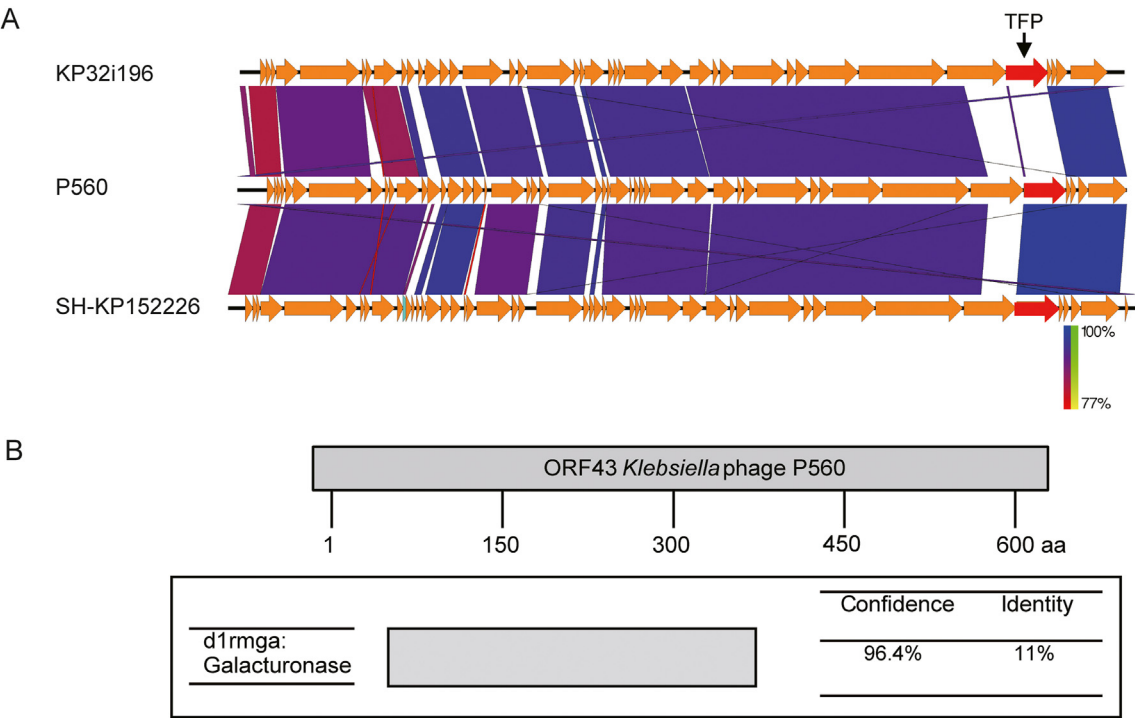 A
TFP
KP32i196
P560
SH-KP152226
100%
77%
B
ORF43 Klebsiella phage P560
1 150 300 450 600 aa
Confidence Identity
d1rmga:
Galacturonase
96.4% 11%